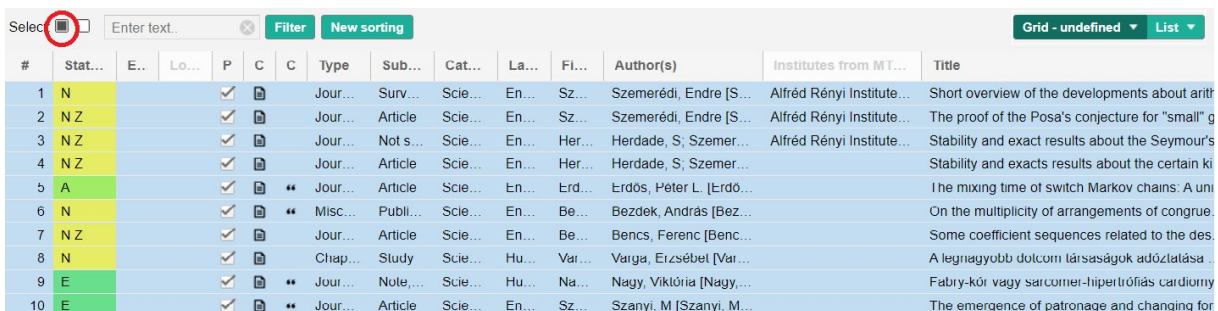 Select Enter text.. Filter New sorting Grid - undefined List
# Stat... E... Lo... P C C Type Sub... Cat... La... Fi... Author(s) Institutes from MT... Title
1 N Jour... Surv... Scie... En... Sz... Szemerédi, Endre [S... Alfréd Rényi Institute... Short overview of the developments about arith
2 N Z Jour... Article Scie... En... Sz... Szemerédi, Endre [S... Alfréd Rényi Institute... The proof of the Posa's conjecture for "small" g
3 N Z Jour... Not s... Scie... En... Her... Herdade, S; Szemer... Alfréd Rényi Institute... Stability and exact results about the Seymour's
4 N Z Jour... Article Scie... En... Her... Herdade, S; Szemer... Stability and exacts results about the certain ki
5 A “ Jour... Article Scie... En... Erd... Erdős, Péter L. [Erdő... The mixing time of switch Markov chains: A uni
6 N “ Misc... Publi... Scie... En... Be... Bezdek, András [Bez... On the multiplicity of arrangements of congrue...
7 N Z Jour... Article Scie... En... Be... Bencs, Ferenc [Benc... Some coefficient sequences related to the des...
8 N Chap... Study Scie... Hu... Var... Varga, Erzsébet [Var... A legnagyobb dotcom társaságok adóztatása ...
9 E “ Jour... Note,... Scie... Hu... Na... Nagy, Viktória [Nagy,... Fabry-kór vagy sarcomer-hipertrófiás cardiomy
10 E “ Jour... Article Scie... En... Sz... Szanyi, M [Szanyi, M... The emergence of patronage and changing for